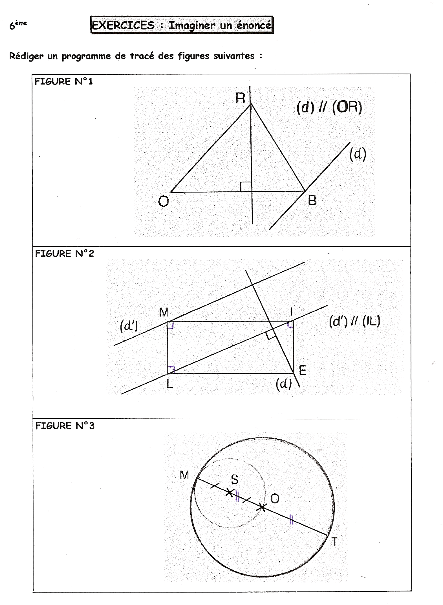 6ème EXERCICES : Imaginer un énoncé
Rédiger un programme de tracé des figures suivantes :
FIGURE N°1
R
(d) // (OR)
(d)
O
B
FIGURE N°2
M
I
(d')
(d') // (IL)
L
(d)
E
FIGURE N°3
M
S
O
T